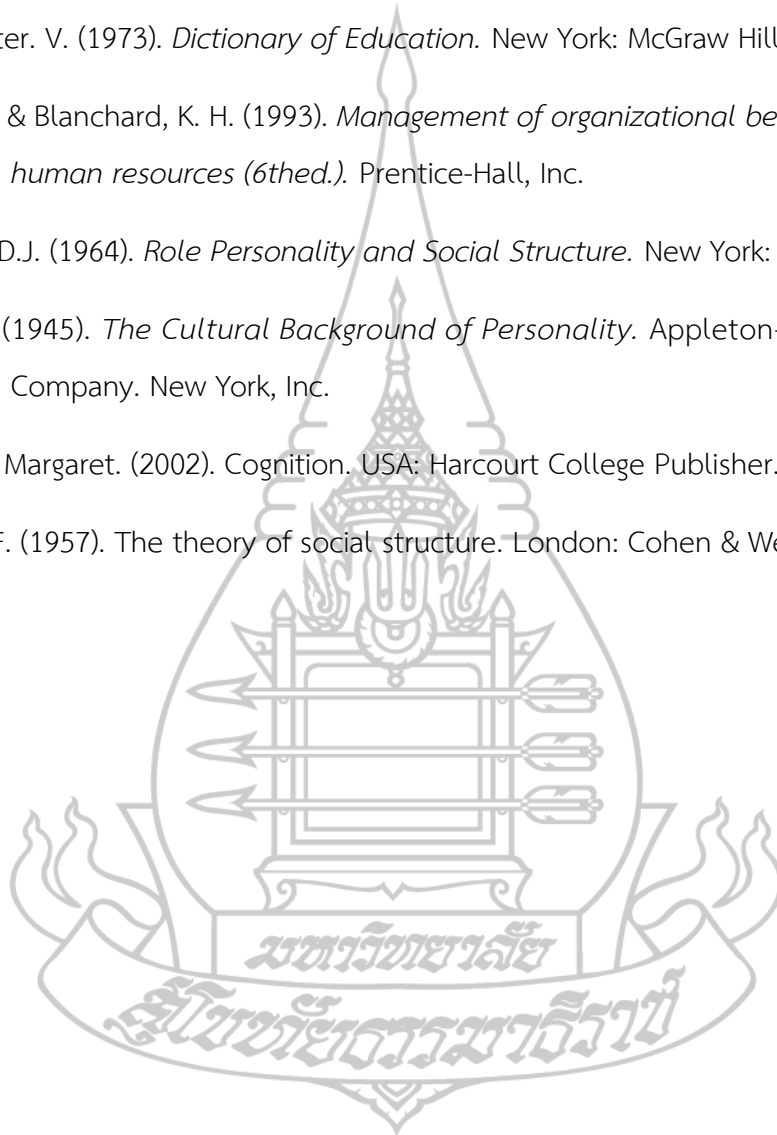 ter. V. (1973). Dictionary of Education. New York: McGraw Hill
& Blanchard, K. H. (1993). Management of organizational be
human resources (6thed.). Prentice-Hall, Inc.
D.J. (1964). Role Personality and Social Structure. New York:
(1945). The Cultural Background of Personality. Appleton-
Company. New York, Inc.
Margaret. (2002). Cognition. USA: Harcourt College Publisher.
F. (1957). The theory of social structure. London: Cohen & We
มหาวิทยาลัย
สุโขทัยธรรมาธิราช